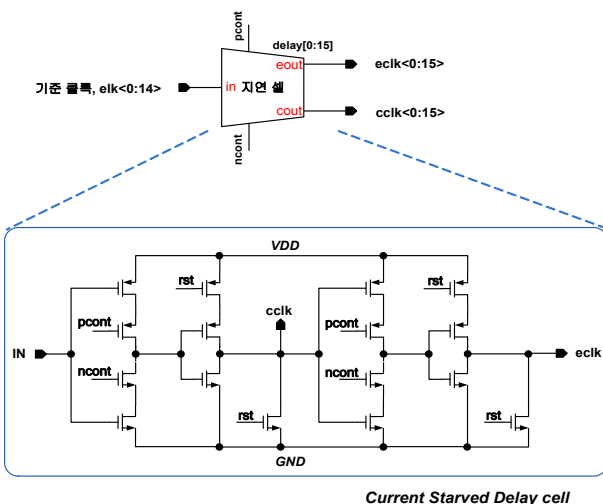 pcont
delay[0:15]
eout
eclk<0:15>
기준 클록, elk<0:14>
in 지연 셀
cout
cclk<0:15>
ncont
VDD
rst
cclk
rst
pcont
pcont
IN
eclk
ncont
ncont
rst
rst
GND
Current Starved Delay cell